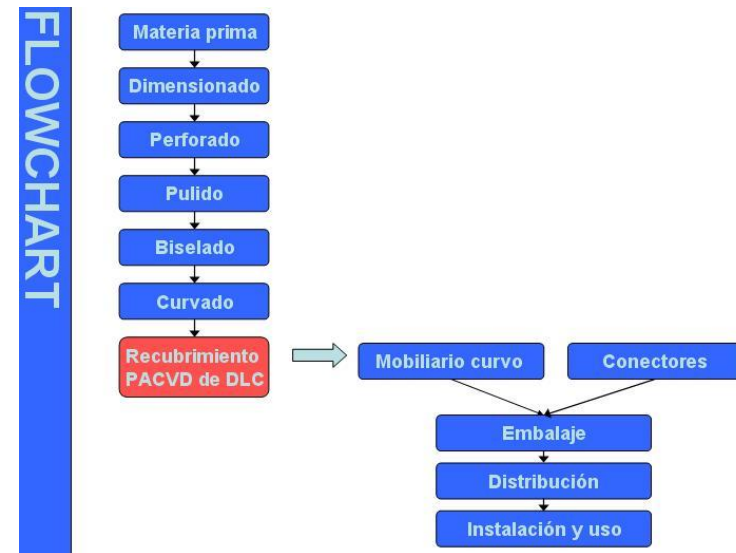 FLOWCHART
Materia prima
Dimensionado
Perforado
Pulido
Biselado
Curvado
Recubrimiento
PACVD de DLC
Mobiliario curvo
Conectores
Embalaje
Distribución
Instalación y uso